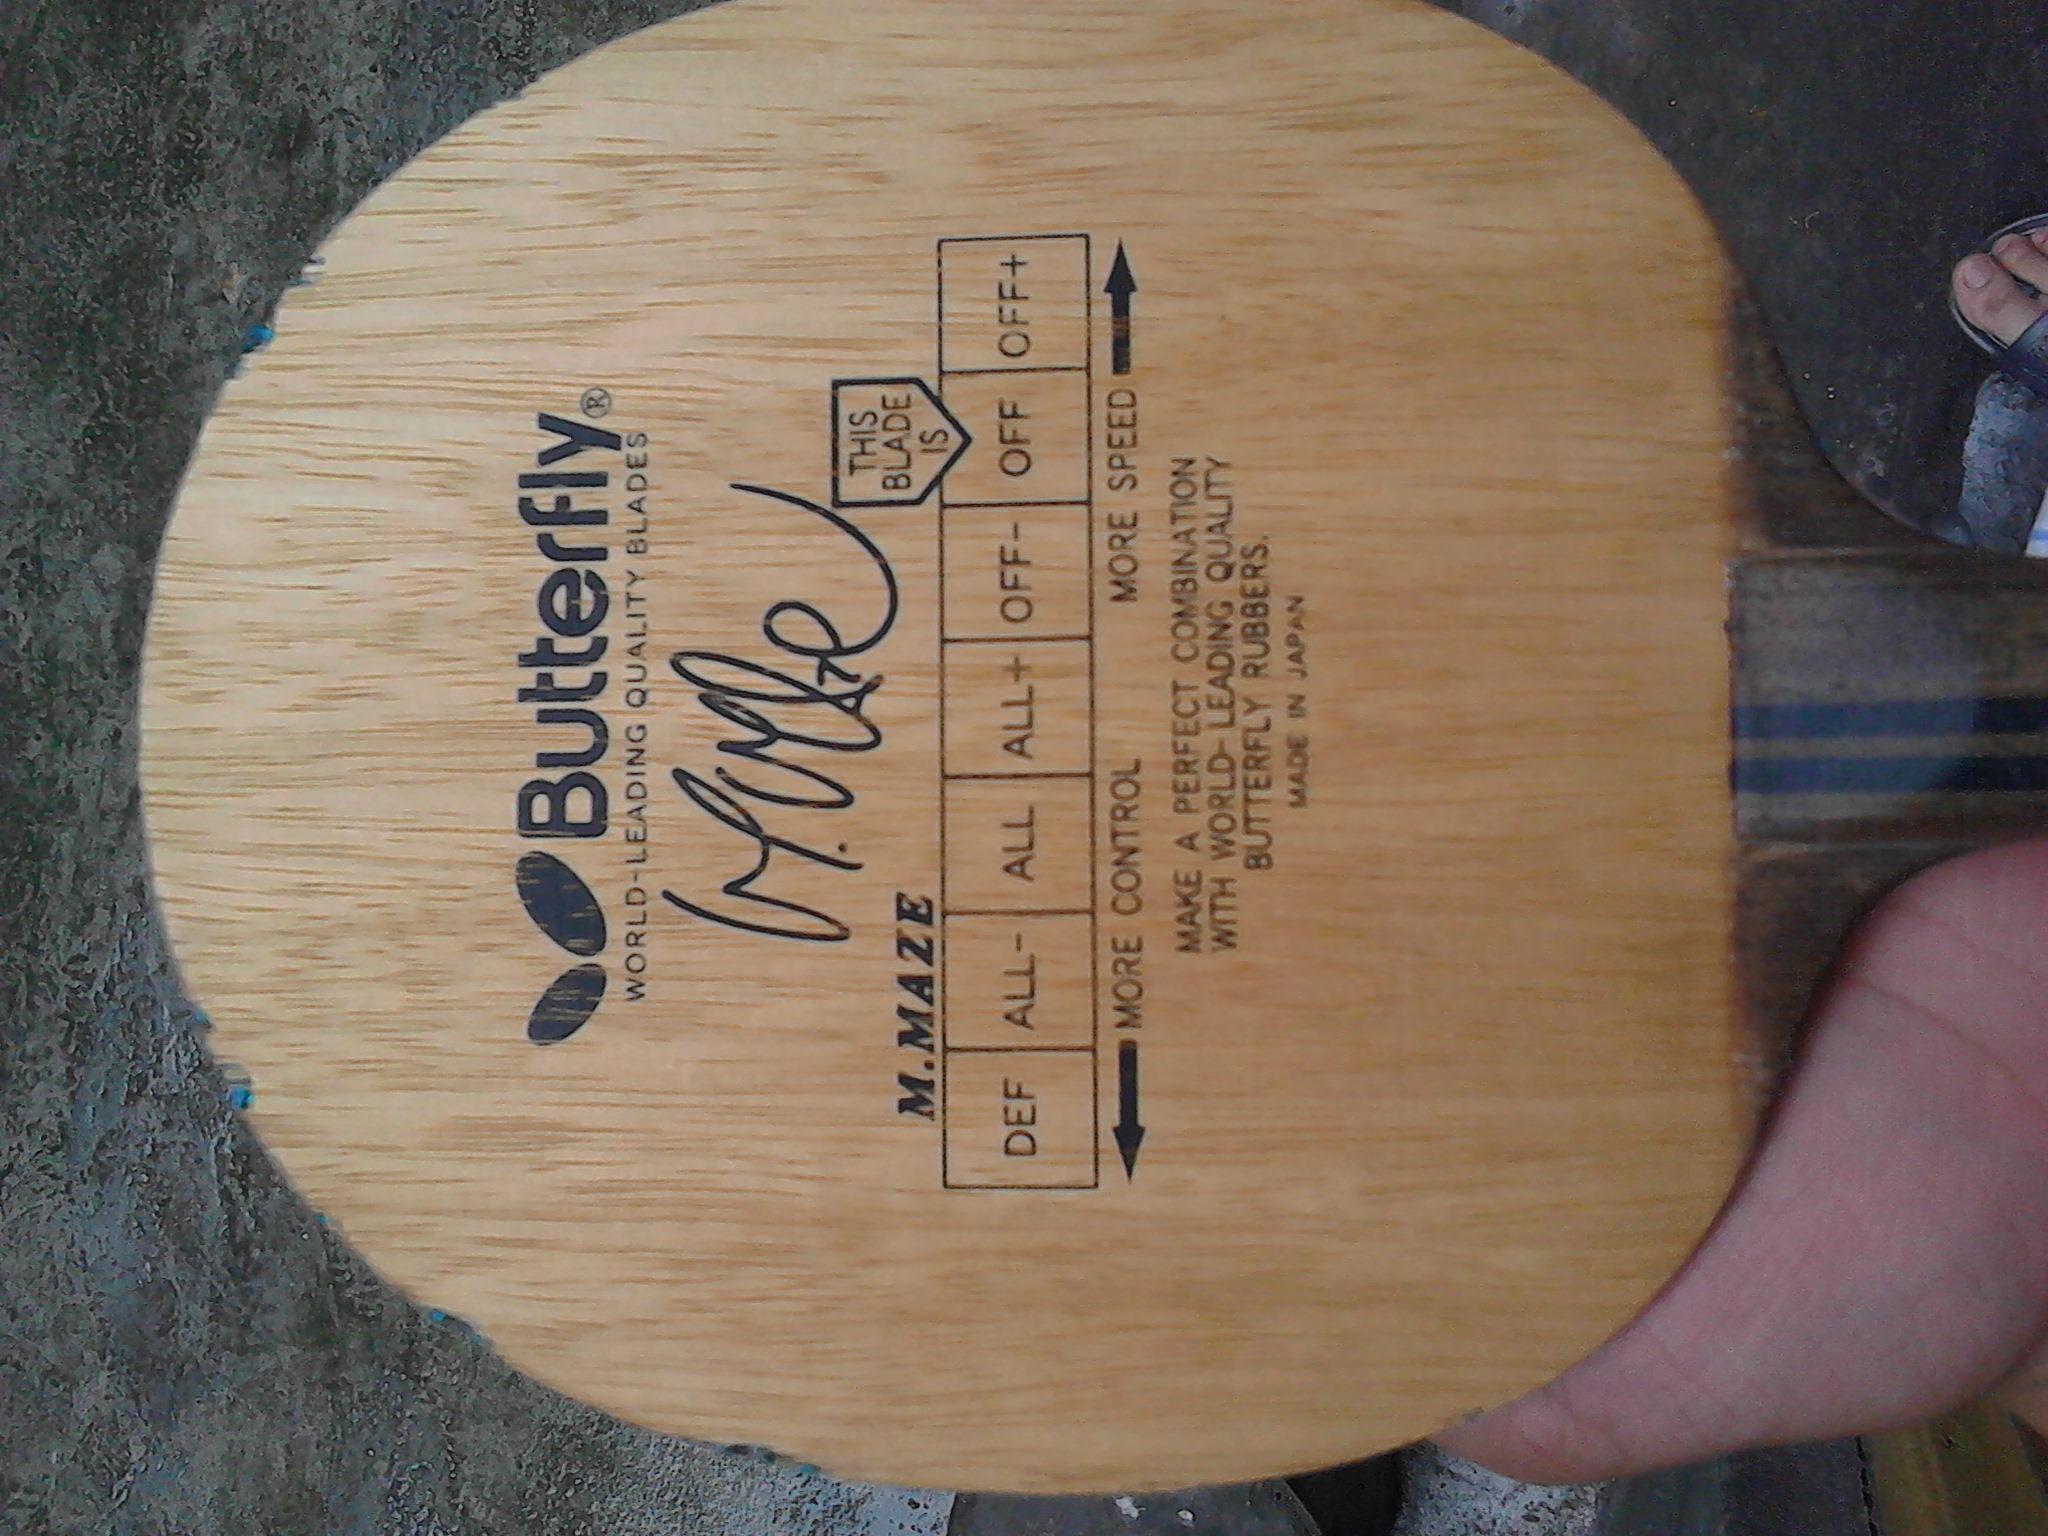 Butterfly®
WORLD-LEADING QUALITY BLADES
M. Maze
THIS
BLADE
IS
M.MAZE
DEF ALL- ALL ALL+ OFF- OFF OFF+
MORE CONTROL MORE SPEED
MAKE A PERFECT COMBINATION
WITH WORLD-LEADING QUALITY
BUTTERFLY RUBBERS.
MADE IN JAPAN